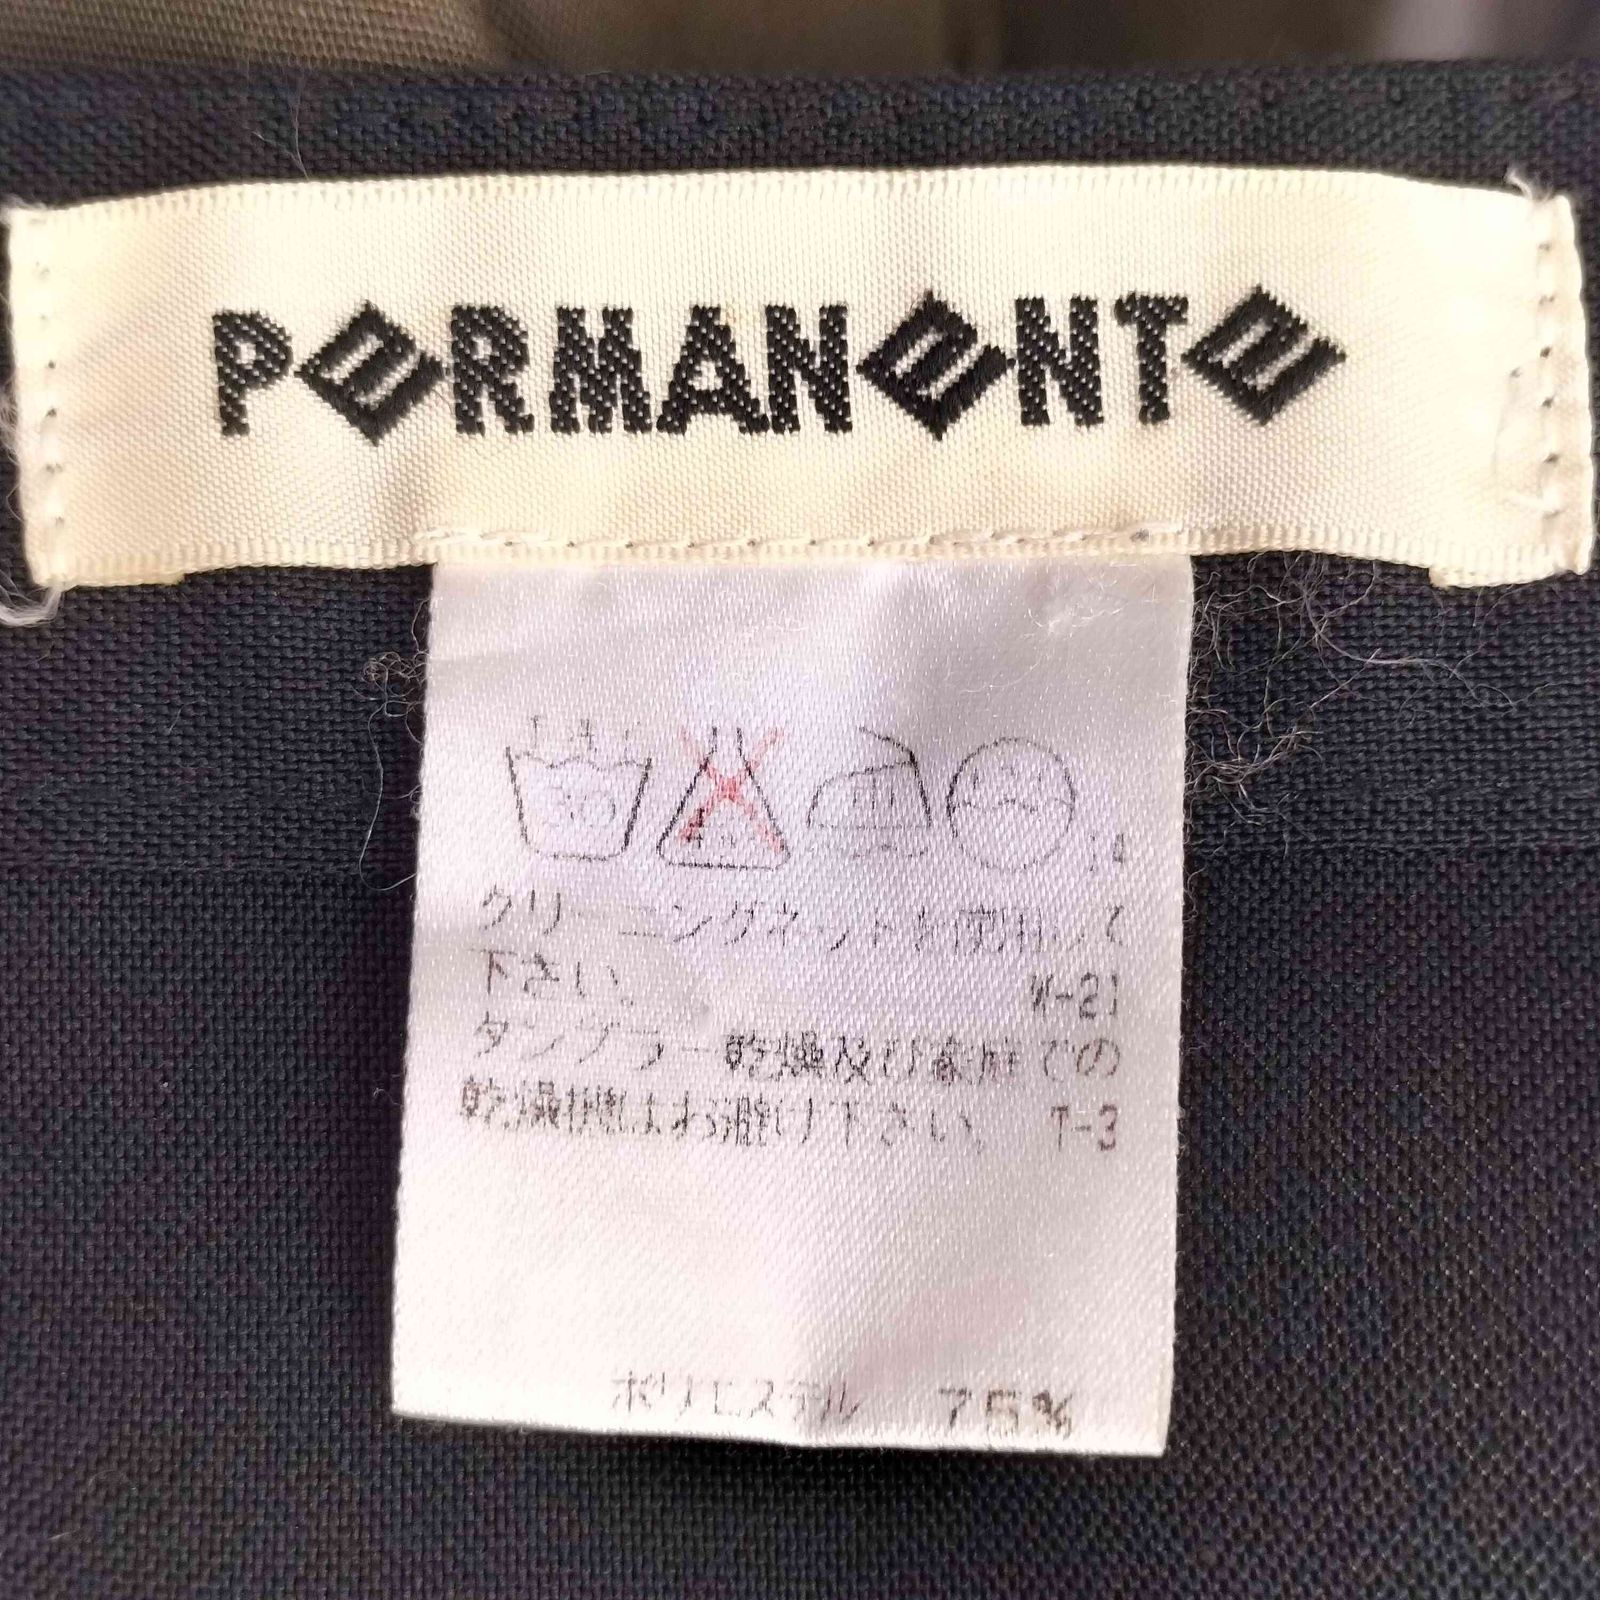 PERMANENTE
30
クリーニングネットを使用して
下さい。 W-21
タンブラー乾燥及び家庭での
乾燥機はお避け下さい。 T-3
ポリエステル 75%